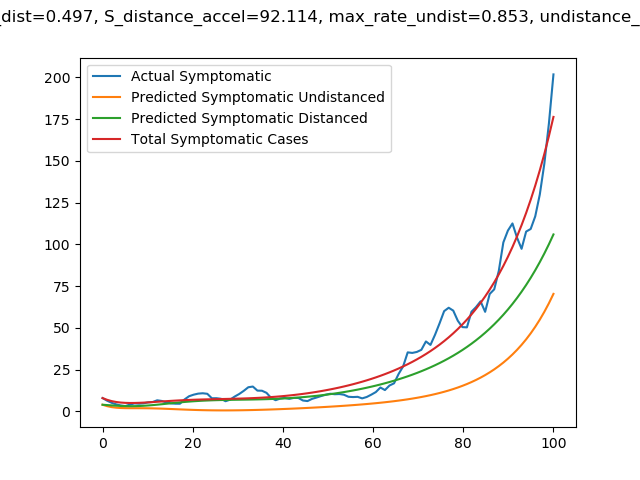 _dist=0.497, S_distance_accel=92.114, max_rate_undist=0.853, undistance_
Actual Symptomatic
Predicted Symptomatic Undistanced
Predicted Symptomatic Distanced
Total Symptomatic Cases
200
175
150
125
100
75
50
25
0
0 20 40 60 80 100